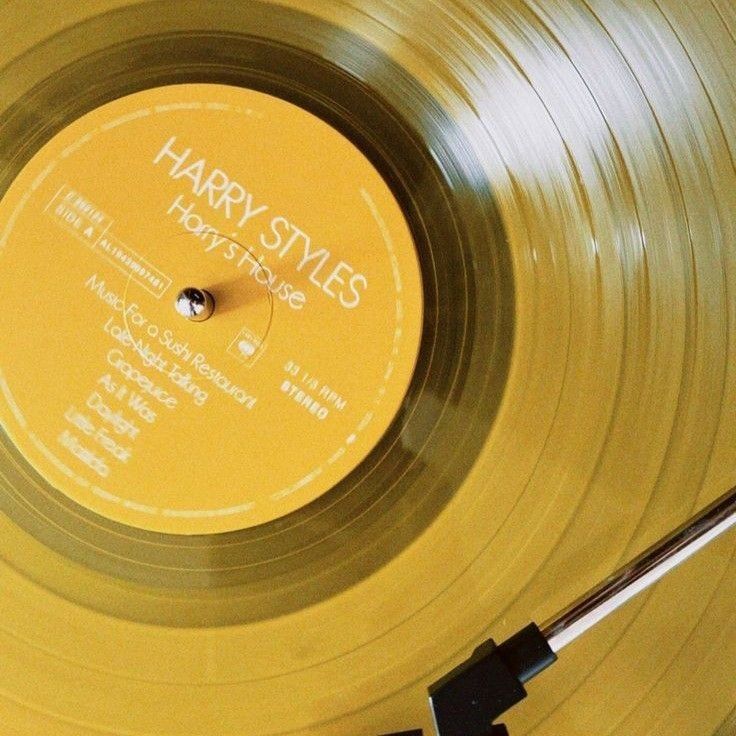 HARRY STYLES
Harry's House
SIDE A
33 1/3 RPM
STEREO
Music For a Sushi Restaurant
Late Night Talking
Grapejuice
As It Was
Daylight
Little Freak
Matilda